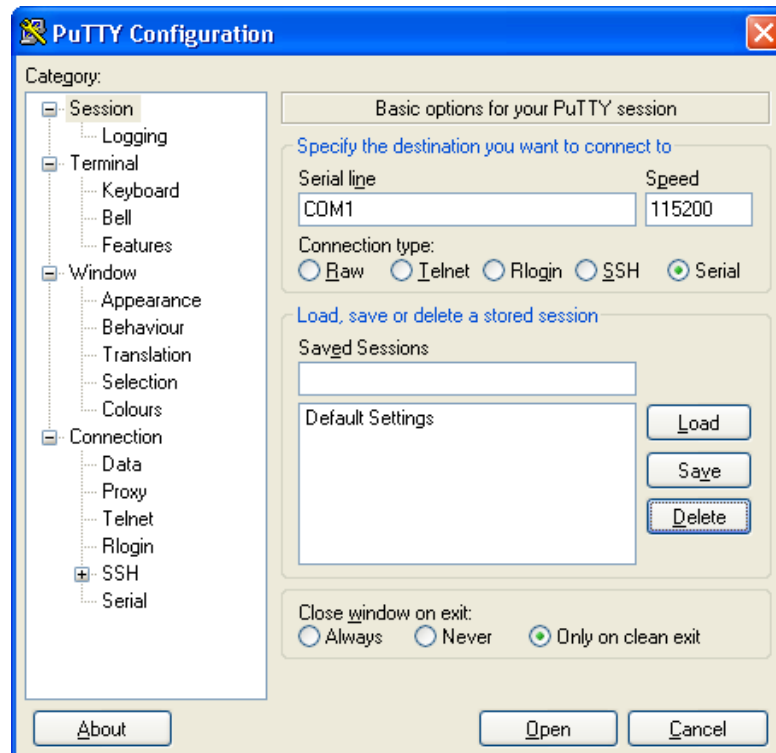 PuTTY Configuration
Category:
Session
Logging
Terminal
Keyboard
Bell
Features
Window
Appearance
Behaviour
Translation
Selection
Colours
Connection
Data
Proxy
Telnet
Rlogin
SSH
Serial
Basic options for your PuTTY session
Specify the destination you want to connect to
Serial line Speed
COM1 115200
Connection type:
Raw Telnet Rlogin SSH Serial
Load, save or delete a stored session
Saved Sessions
Default Settings
Load
Save
Delete
Close window on exit:
Always Never Only on clean exit
About Open Cancel